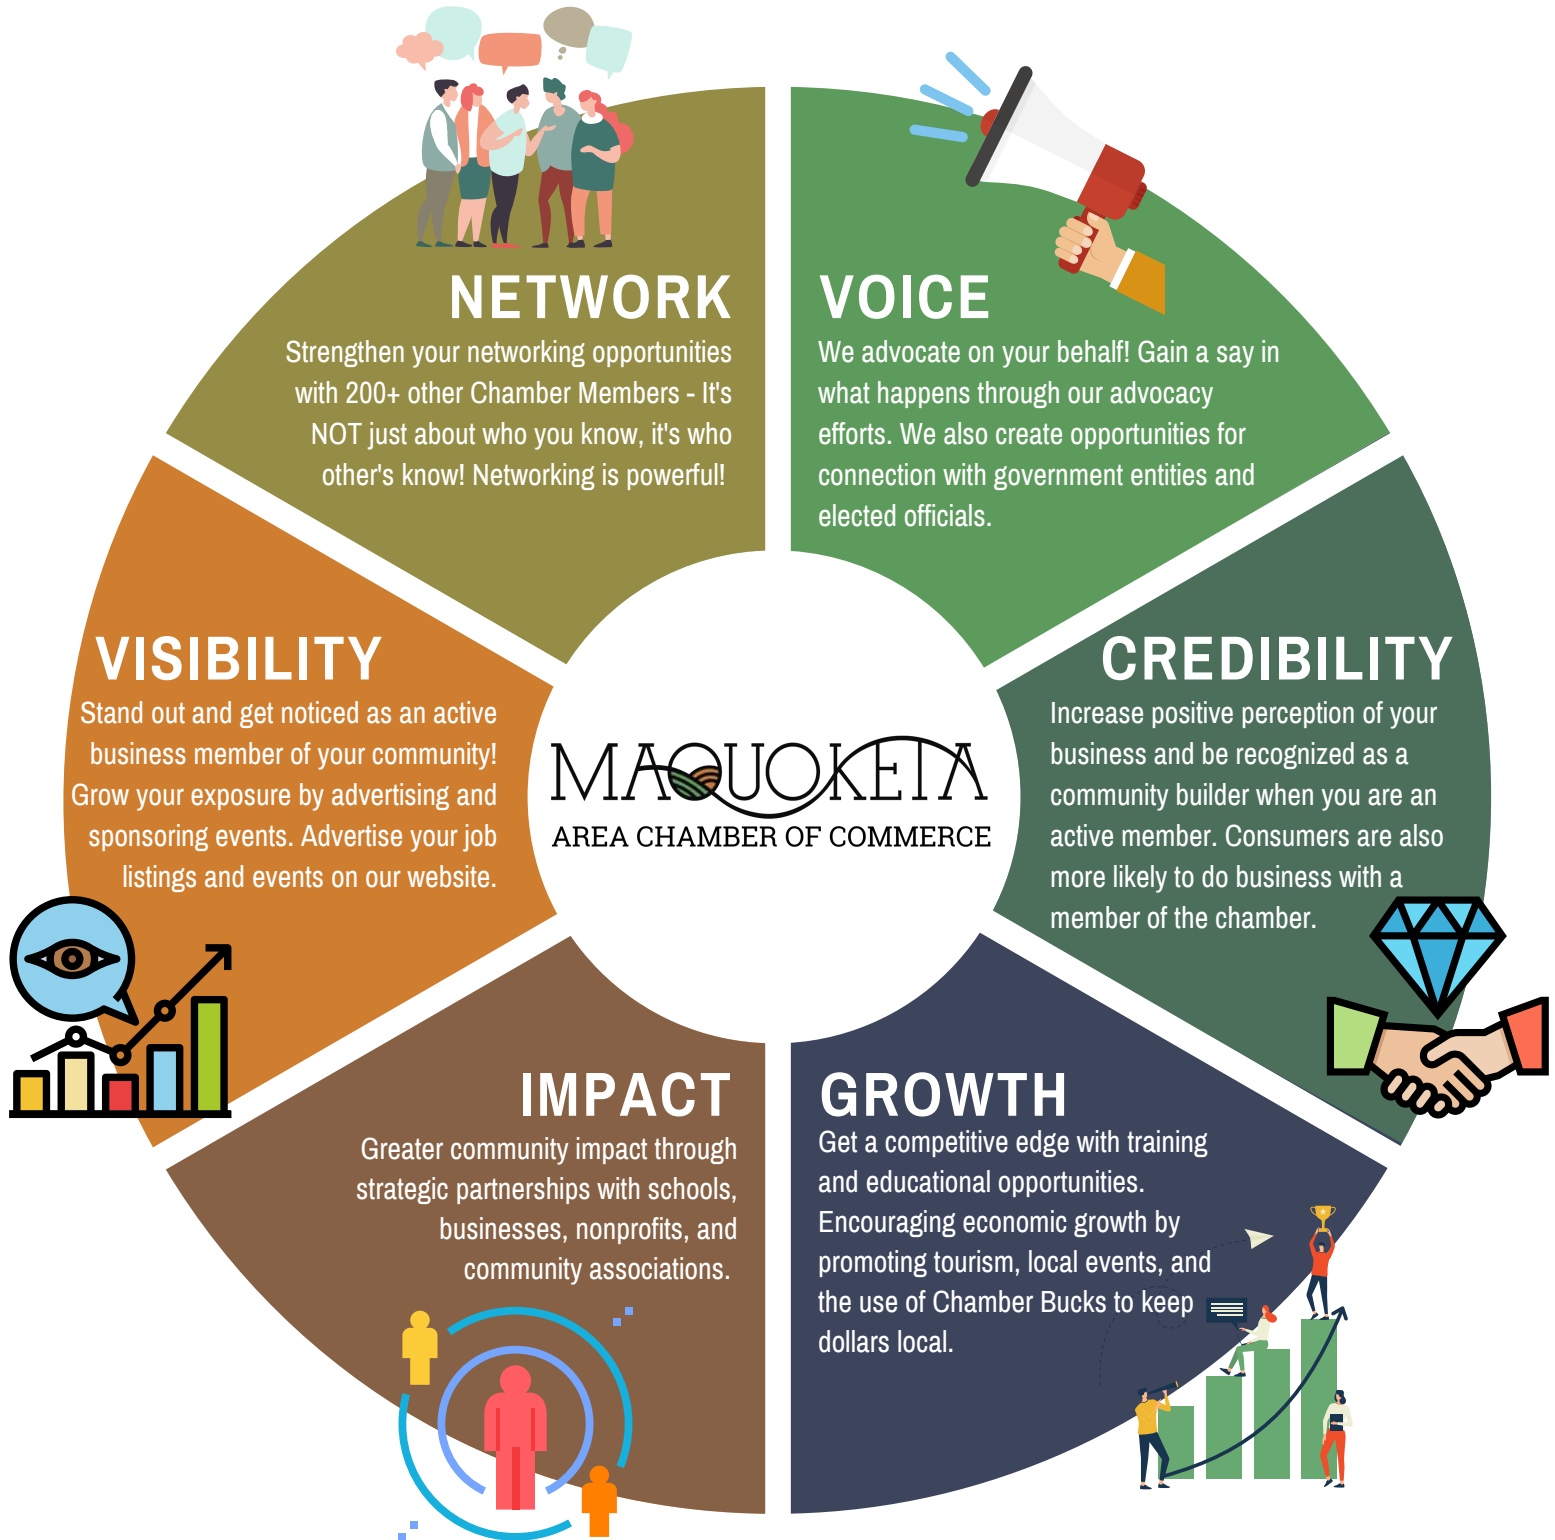 NETWORK
Strengthen your networking opportunities
with 200+ other Chamber Members - It's
NOT just about who you know, it's who
other's know! Networking is powerful!
VOICE
We advocate on your behalf! Gain a say in
what happens through our advocacy
efforts. We also create opportunities for
connection with government entities and
elected officials.
VISIBILITY
Stand out and get noticed as an active
business member of your community!
Grow your exposure by advertising and
sponsoring events. Advertise your job
listings and events on our website.
MAQUOKETA
AREA CHAMBER OF COMMERCE
CREDIBILITY
Increase positive perception of your
business and be recognized as a
community builder when you are an
active member. Consumers are also
more likely to do business with a
member of the chamber.
IMPACT
Greater community impact through
strategic partnerships with schools,
businesses, nonprofits, and
community associations.
GROWTH
Get a competitive edge with training
and educational opportunities.
Encouraging economic growth by
promoting tourism, local events, and
the use of Chamber Bucks to keep
dollars local.